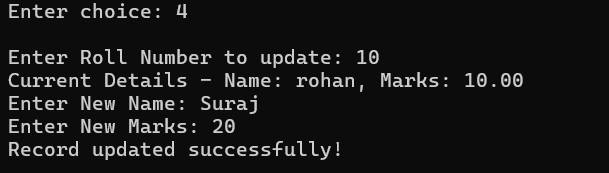 Enter choice: 4
Enter Roll Number to update: 10
Current Details - Name: rohan, Marks: 10.00
Enter New Name: Suraj
Enter New Marks: 20
Record updated successfully!